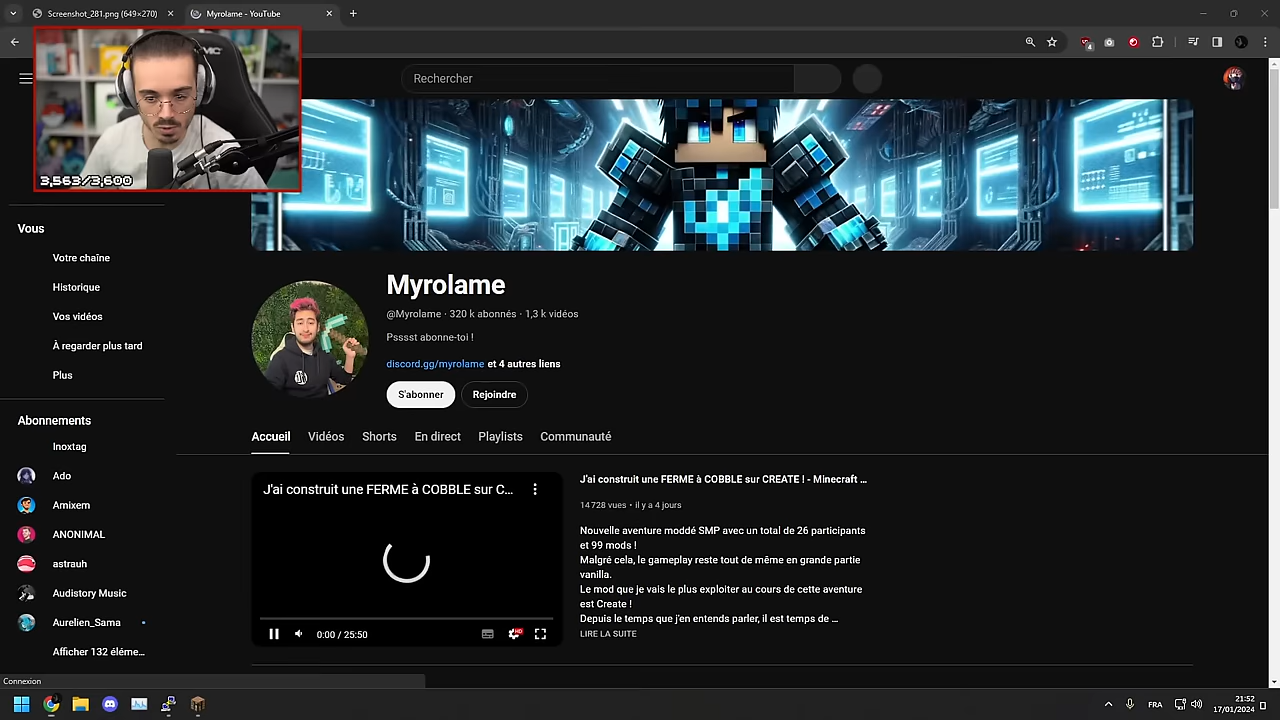 Screenshot_281.png (649×270)
Myrolame - YouTube
3,563/3,600
Rechercher
Vous
Votre chaîne
Historique
Vos vidéos
À regarder plus tard
Plus
Abonnements
Inoxtag
Ado
Amixem
ANONIMAL
astrauh
Audistory Music
Aurelien_Sama
Afficher 132 éléme...
Myrolame
@Myrolame · 320 k abonnés · 1,3 k vidéos
Psssst abonne-toi !
discord.gg/myrolame et 4 autres liens
S'abonner
Rejoindre
Accueil
Vidéos
Shorts
En direct
Playlists
Communauté
J'ai construit une FERME à COBBLE sur C...
0:00 / 25:50
J'ai construit une FERME à COBBLE sur CREATE ! - Minecraft ...
14 728 vues • il y a 4 jours
Nouvelle aventure moddé SMP avec un total de 26 participants
et 99 mods !
Malgré cela, le gameplay reste tout de même en grande partie
vanilla.
Le mod que je vais le plus exploiter au cours de cette aventure
est Create !
Depuis le temps que j'en entends parler, il est temps de ...
LIRE LA SUITE
Connexion
FRA
21:52
17/01/2024